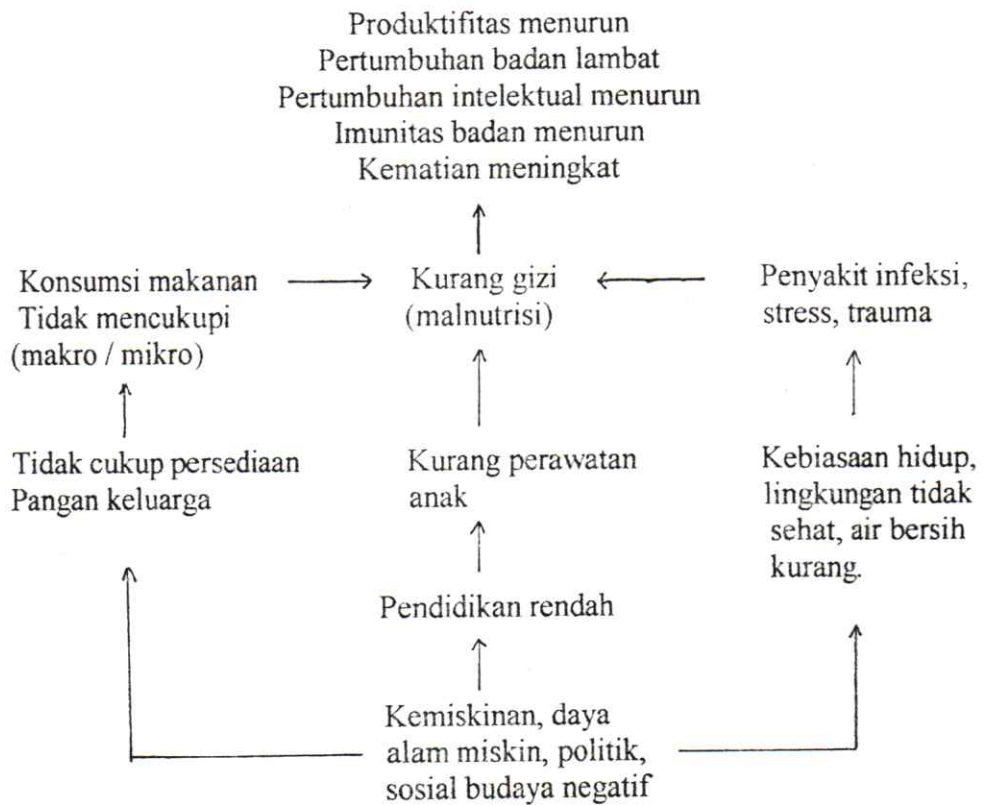 Produktifitas menurun
Pertumbuhan badan lambat
Pertumbuhan intelektual menurun
Imunitas badan menurun
Kematian meningkat
Konsumsi makanan
Tidak mencukupi
(makro / mikro)
Kurang gizi
(malnutrisi)
Penyakit infeksi,
stress, trauma
Tidak cukup persediaan
Pangan keluarga
Kurang perawatan
anak
Kebiasaan hidup,
lingkungan tidak
sehat, air bersih
kurang.
Pendidikan rendah
Kemiskinan, daya
alam miskin, politik,
sosial budaya negatif